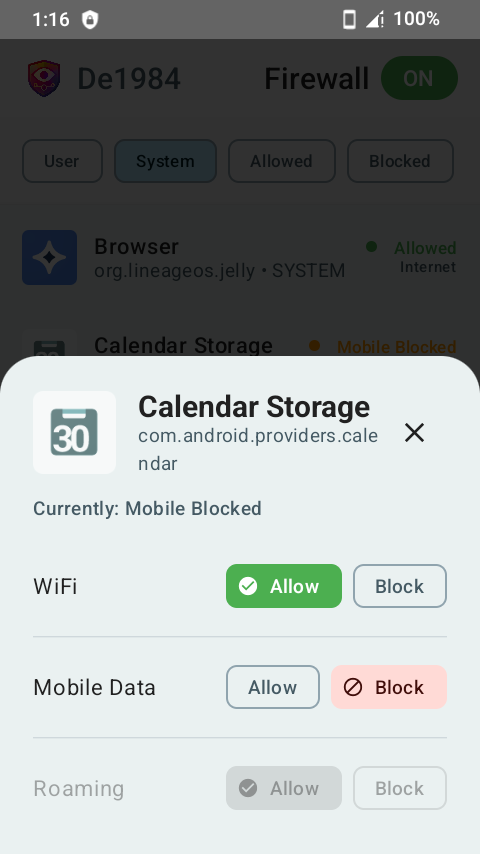 1:16 100%
De1984 Firewall ON
User System Allowed Blocked
Browser Allowed
org.lineageos.jelly • SYSTEM Internet
Calendar Storage Mobile Blocked
30
Calendar Storage
com.android.providers.cale
ndar
Currently: Mobile Blocked
WiFi Allow Block
Mobile Data Allow Block
Roaming Allow Block